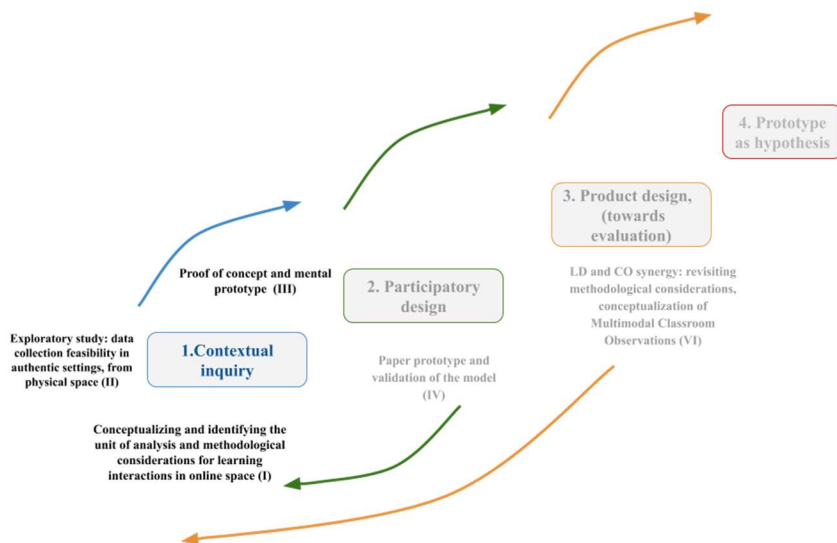 4. Prototype
as hypothesis
3. Product design,
(towards
evaluation)
Proof of concept and mental
prototype (III)
2. Participatory
design
LD and CO synergy: revisiting
methodological considerations,
conceptualization of
Multimodal Classroom
Observations (VI)
Exploratory study: data
collection feasibility in
authentic settings, from
physical space (II)
1.Contextual
inquiry
Paper prototype and
validation of the model
(IV)
Conceptualizing and identifying the
unit of analysis and methodological
considerations for learning
interactions in online space (I)